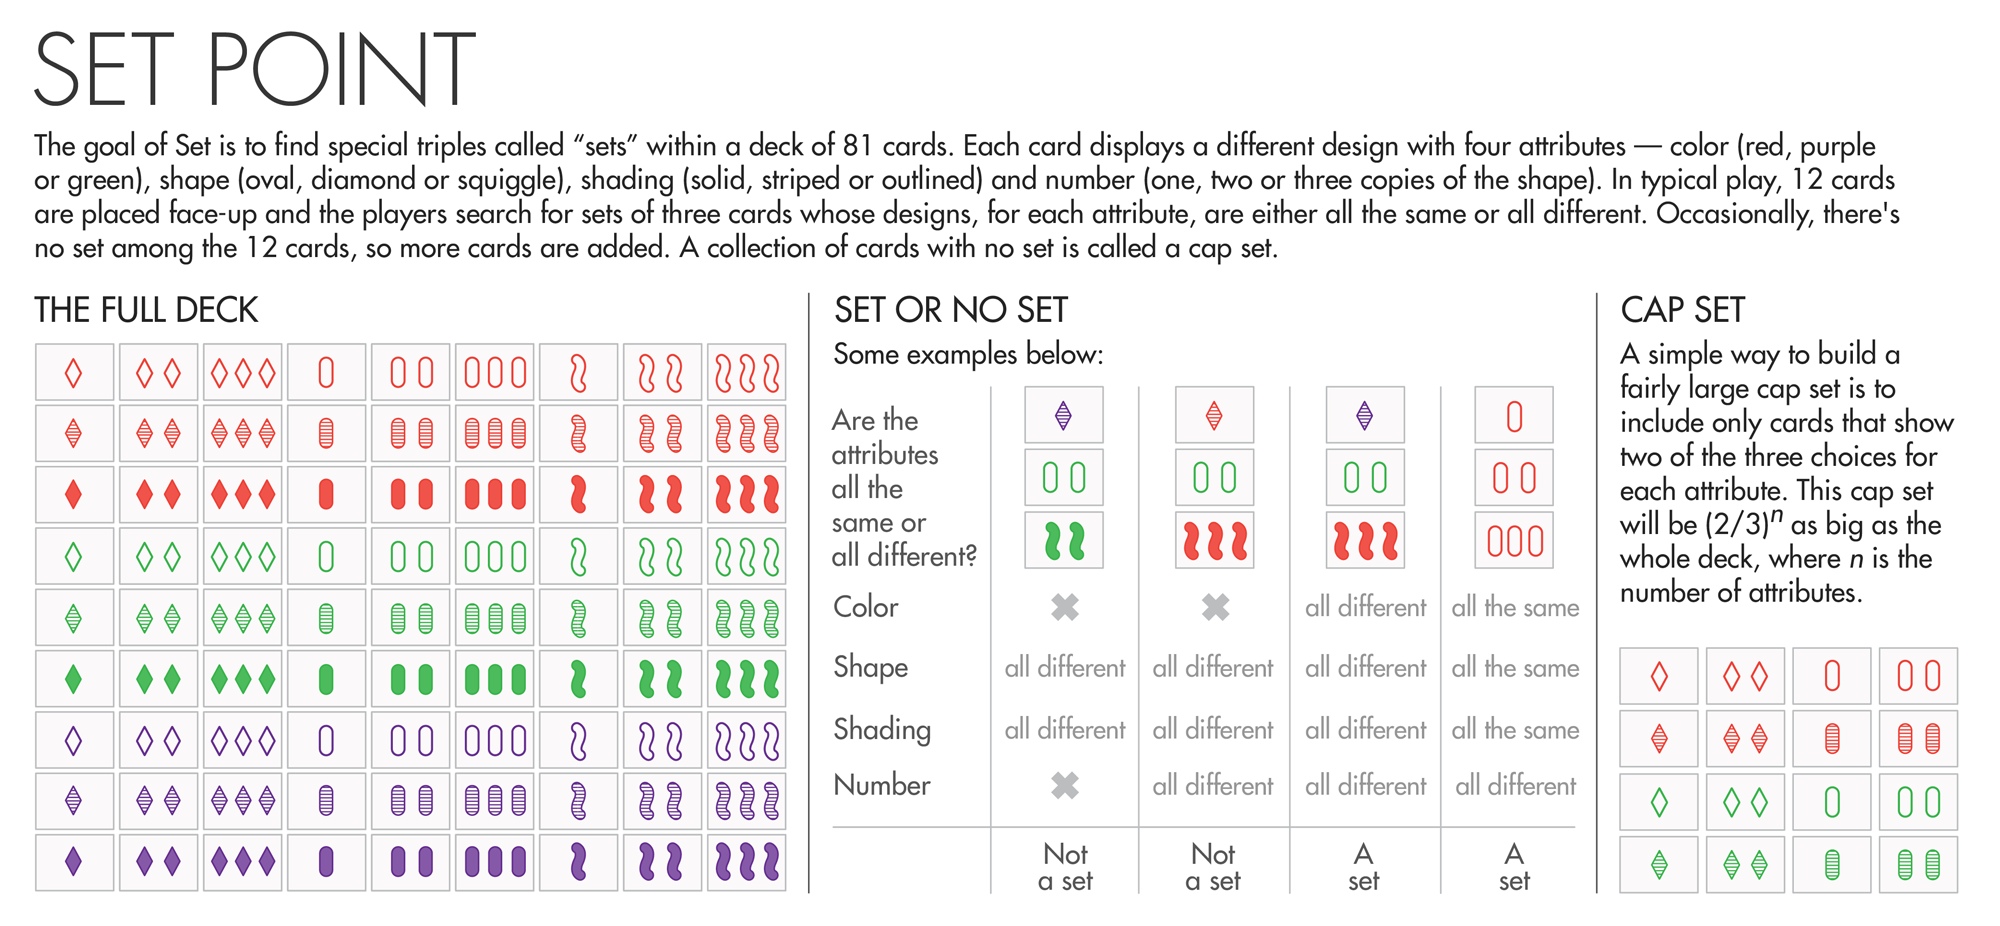 SET POINT
The goal of Set is to find special triples called “sets” within a deck of 81 cards. Each card displays a different design with four attributes — color (red, purple
or green), shape (oval, diamond or squiggle), shading (solid, striped or outlined) and number (one, two or three copies of the shape). In typical play, 12 cards
are placed face-up and the players search for sets of three cards whose designs, for each attribute, are either all the same or all different. Occasionally, there's
no set among the 12 cards, so more cards are added. A collection of cards with no set is called a cap set.
THE FULL DECK
SET OR NO SET
Some examples below:
Are the
attributes
all the
same or
all different?
Color
✖ ✖ all different all the same
Shape
all different all different all different all the same
Shading
all different all different all different all the same
Number
✖ all different all different all different
Not
a set
Not
a set
A
set
A
set
CAP SET
A simple way to build a
fairly large cap set is to
include only cards that show
two of the three choices for
each attribute. This cap set
will be (2/3)ⁿ as big as the
whole deck, where n is the
number of attributes.